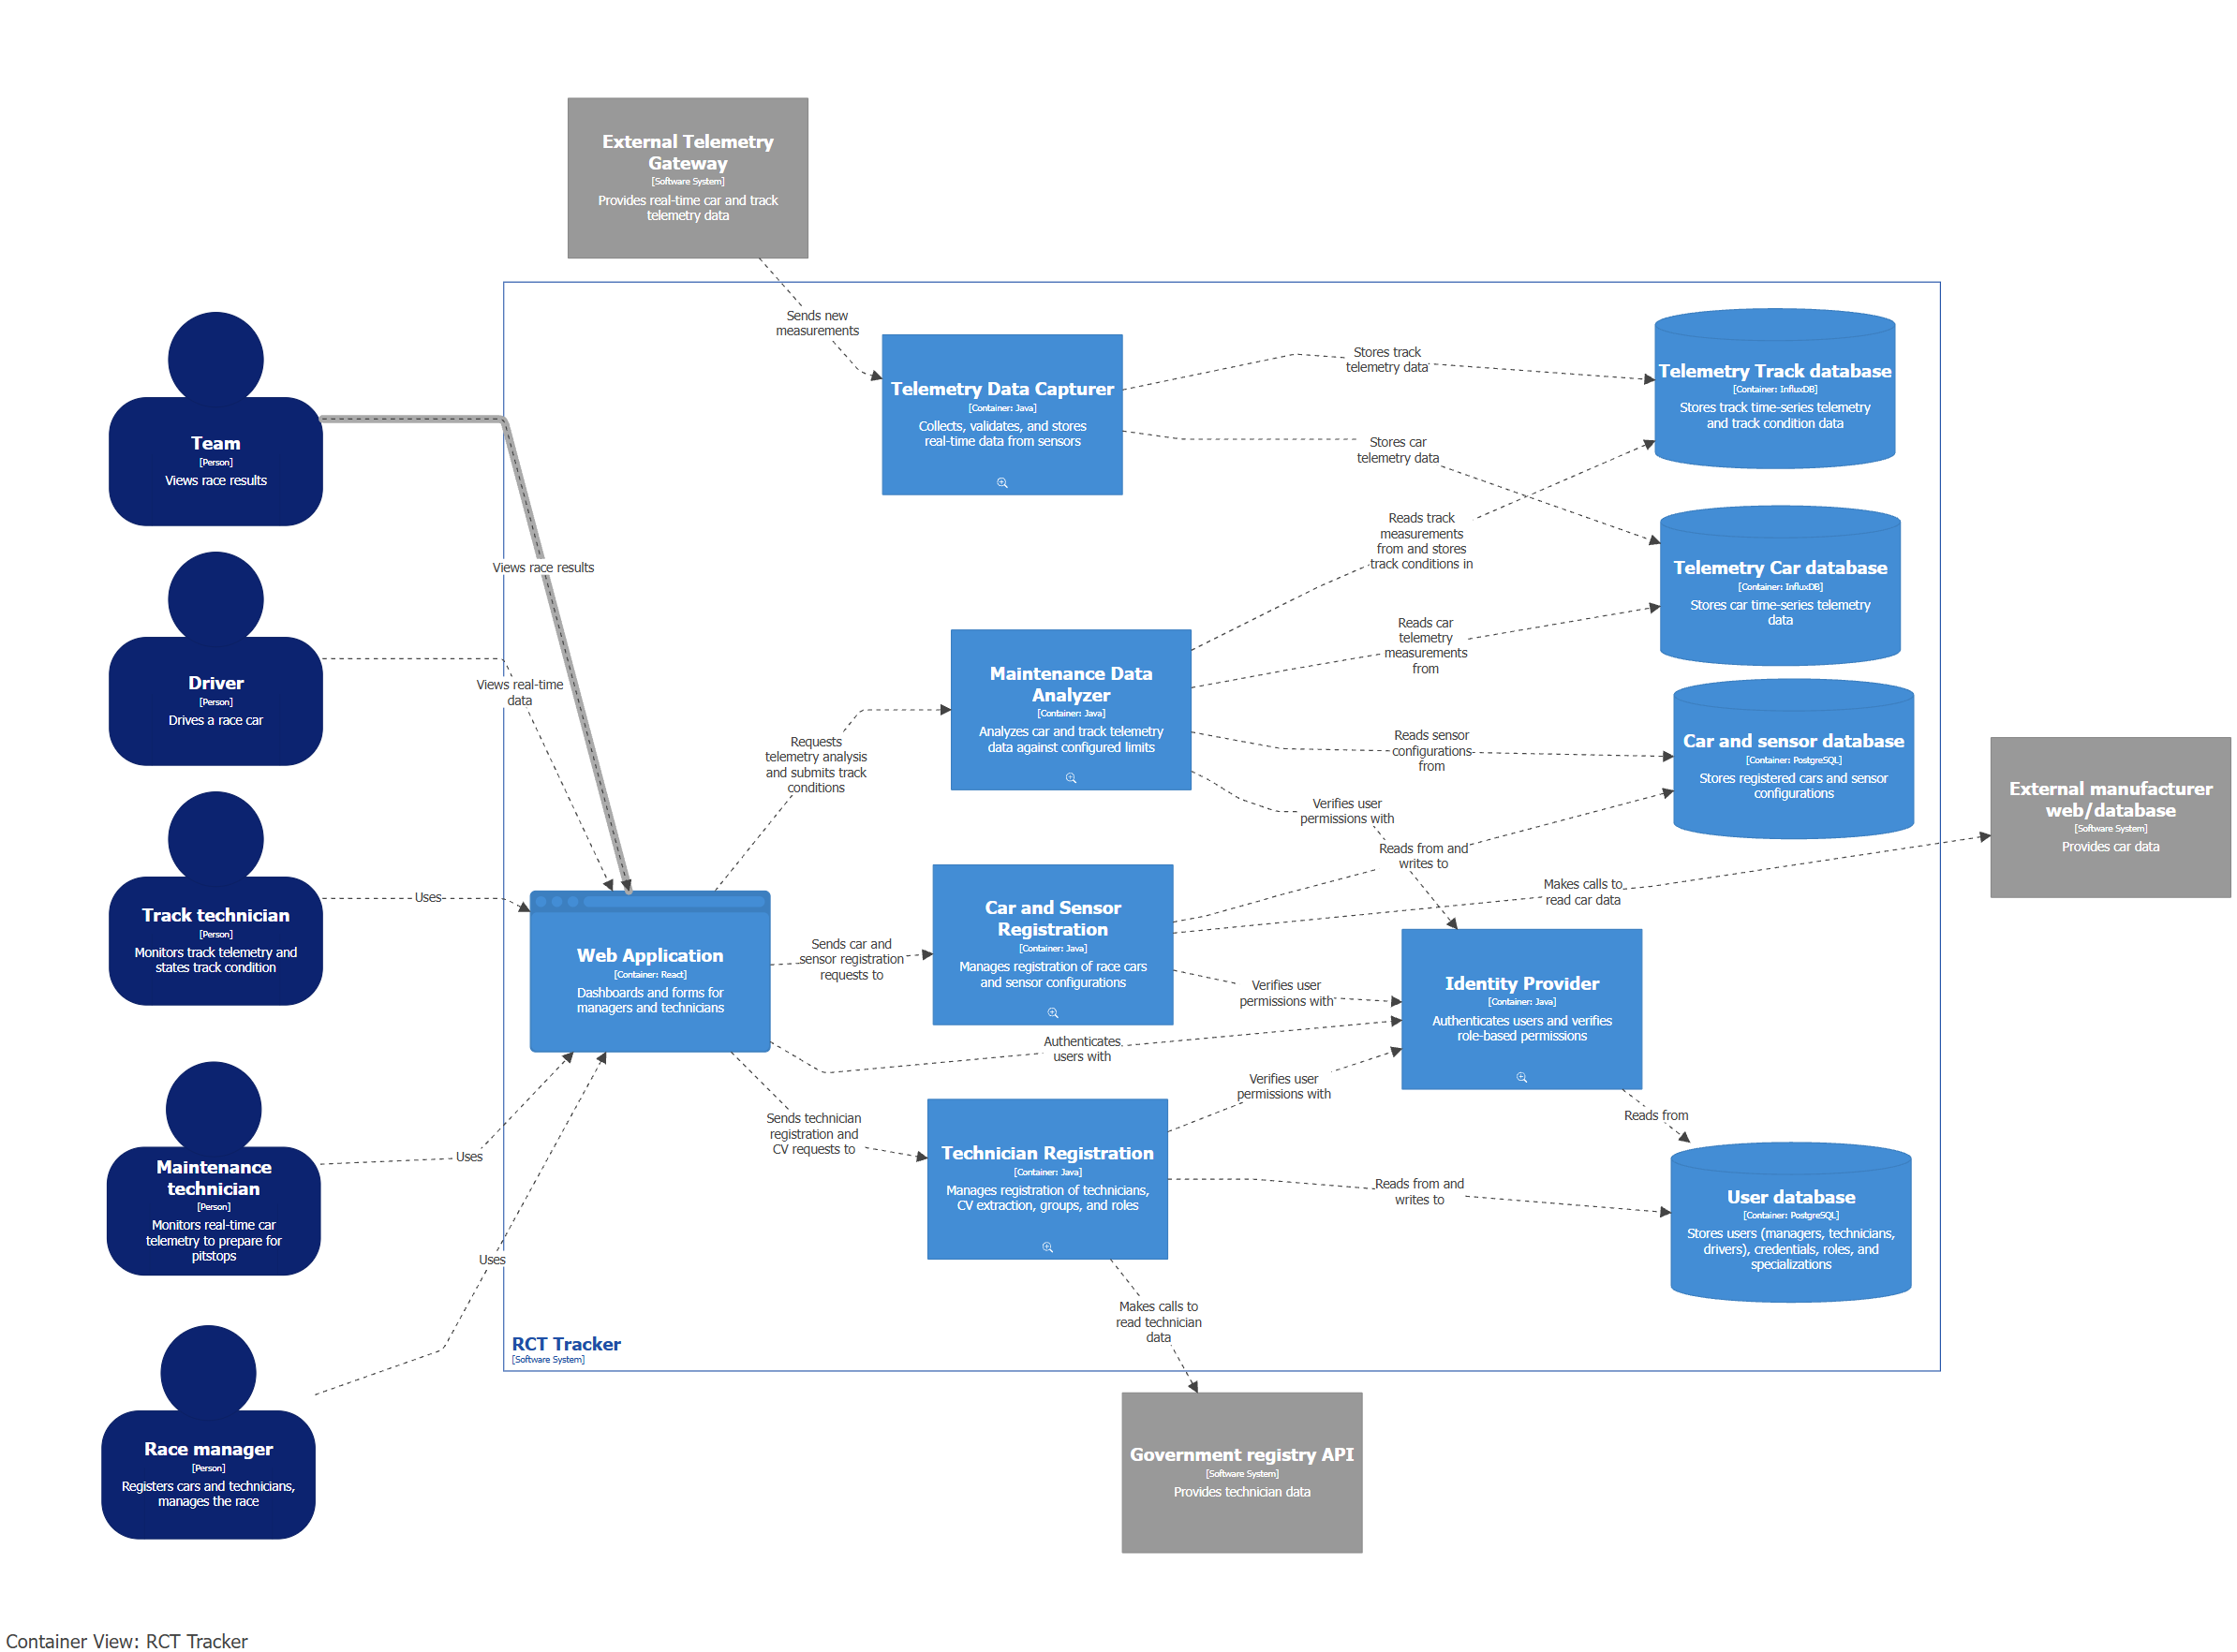 External Telemetry
Gateway
[Software System]
Provides real-time car and track
telemetry data
Sends new
measurements
Team
[Person]
Views race results
Driver
[Person]
Drives a race car
Track technician
[Person]
Monitors track telemetry and
states track condition
Maintenance
technician
[Person]
Monitors real-time car
telemetry to prepare for
pitstops
Race manager
[Person]
Registers cars and technicians,
manages the race
Views race results
Views real-time
data
Uses
Uses
Uses
Telemetry Data Capturer
[Container: Java]
Collects, validates, and stores
real-time data from sensors
Stores track
telemetry data
Stores car
telemetry data
Telemetry Track database
[Container: InfluxDB]
Stores track time-series telemetry
and track condition data
Reads track
measurements
from and stores
track conditions in
Telemetry Car database
[Container: InfluxDB]
Stores car time-series telemetry
data
Reads car
telemetry
measurements
from
Maintenance Data
Analyzer
[Container: Java]
Analyzes car and track telemetry
data against configured limits
Requests
telemetry analysis
and submits track
conditions
Reads sensor
configurations
from
Car and sensor database
[Container: PostgreSQL]
Stores registered cars and sensor
configurations
External manufacturer
web/database
[Software System]
Provides car data
Verifies user
permissions with
Reads from and
writes to
Makes calls to
read car data
Web Application
[Container: React]
Dashboards and forms for
managers and technicians
Sends car and
sensor registration
requests to
Car and Sensor
Registration
[Container: Java]
Manages registration of race cars
and sensor configurations
Verifies user
permissions with
Identity Provider
[Container: Java]
Authenticates users and verifies
role-based permissions
Authenticates
users with
Verifies user
permissions with
Reads from
Sends technician
registration and
CV requests to
Technician Registration
[Container: Java]
Manages registration of technicians,
CV extraction, groups, and roles
Reads from and
writes to
User database
[Container: PostgreSQL]
Stores users (managers, technicians,
drivers), credentials, roles, and
specializations
Makes calls to
read technician
data
RCT Tracker
[Software System]
Government registry API
[Software System]
Provides technician data
Container View: RCT Tracker